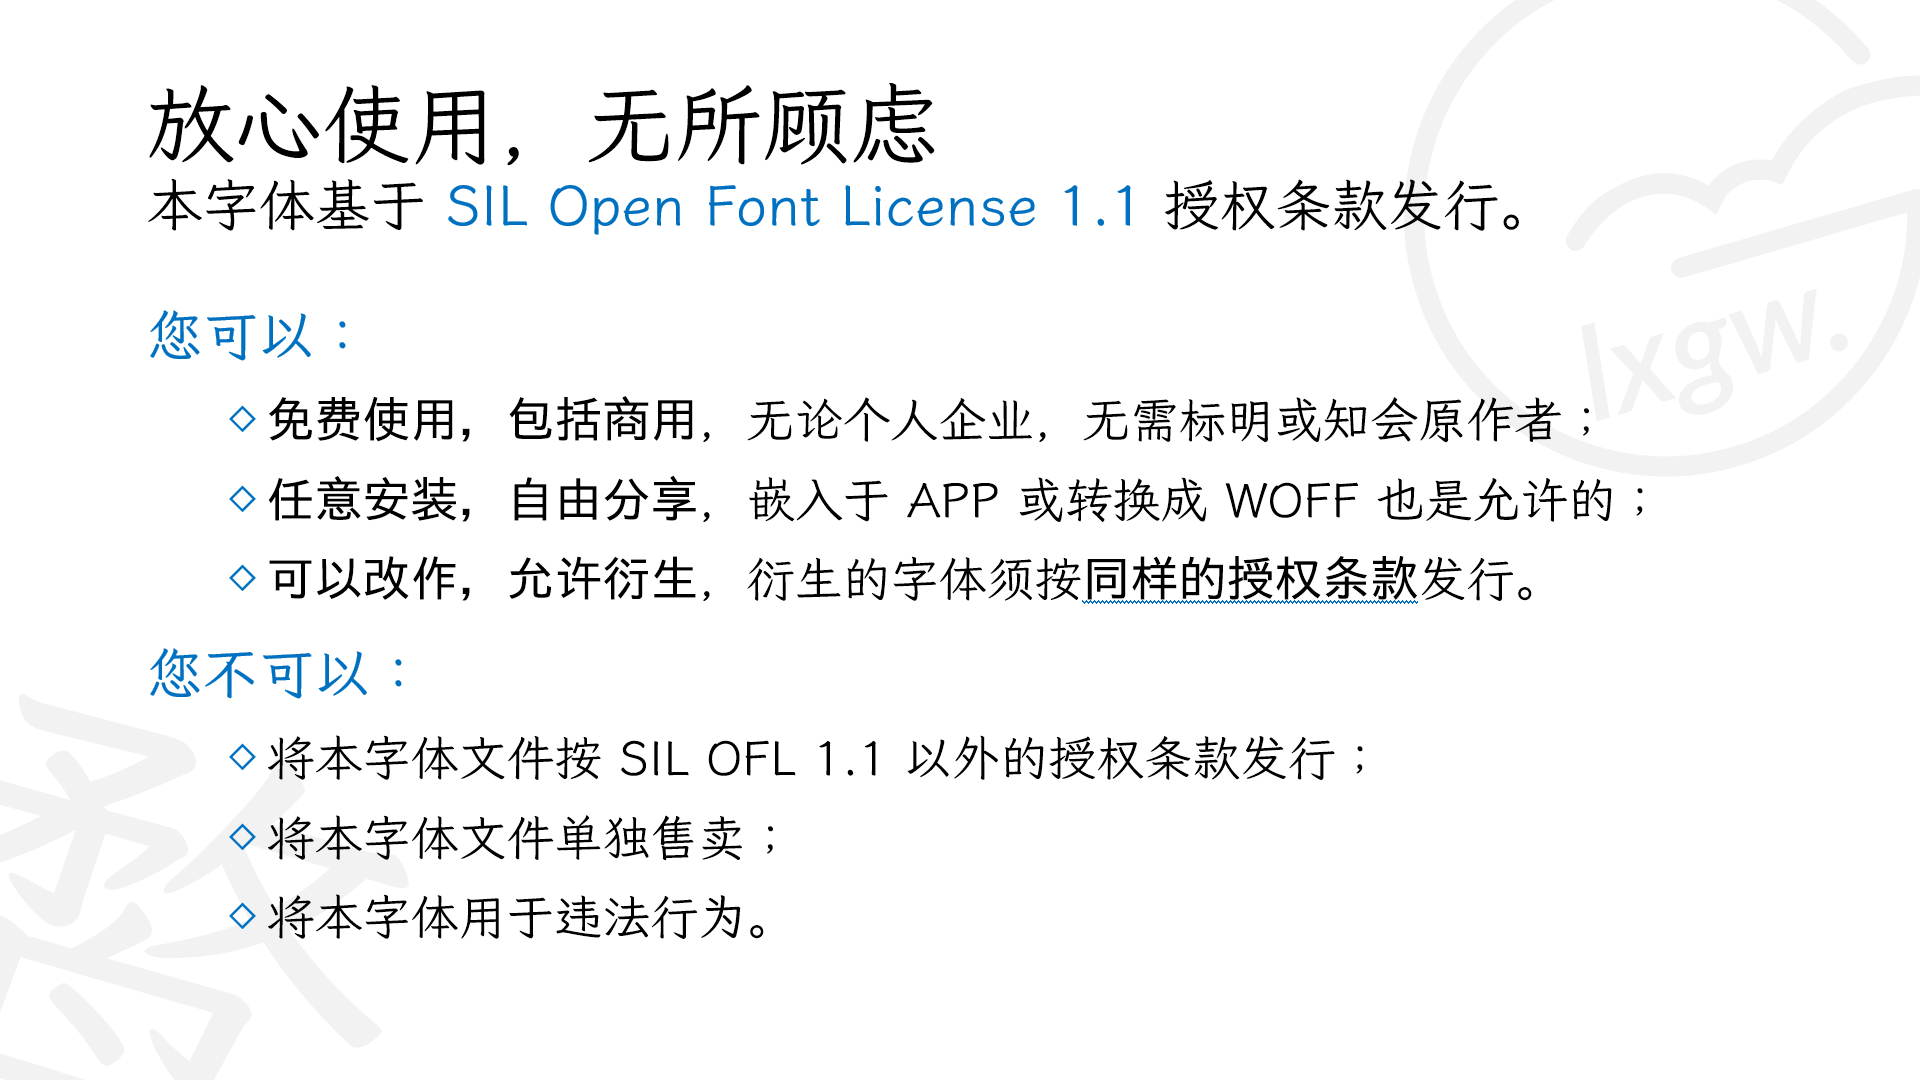 放心使用，无所顾虑
本字体基于 SIL Open Font License 1.1 授权条款发行。
lxgw.
您可以：
免费使用，包括商用，无论个人企业，无需标明或知会原作者；
任意安装，自由分享，嵌入于 APP 或转换成 WOFF 也是允许的；
可以改作，允许衍生，衍生的字体须按同样的授权条款发行。
您不可以：
将本字体文件按 SIL OFL 1.1 以外的授权条款发行；
将本字体文件单独售卖；
将本字体用于违法行为。